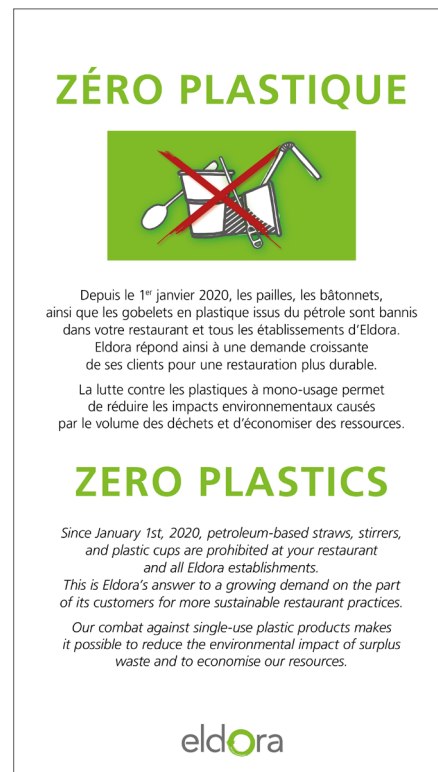 ZÉRO PLASTIQUE
Depuis le 1er janvier 2020, les pailles, les bâtonnets,
ainsi que les gobelets en plastique issus du pétrole sont bannis
dans votre restaurant et tous les établissements d’Eldora.
Eldora répond ainsi à une demande croissante
de ses clients pour une restauration plus durable.
La lutte contre les plastiques à mono-usage permet
de réduire les impacts environnementaux causés
par le volume des déchets et d’économiser des ressources.
ZERO PLASTICS
Since January 1st, 2020, petroleum-based straws, stirrers,
and plastic cups are prohibited at your restaurant
and all Eldora establishments.
This is Eldora’s answer to a growing demand on the part
of its customers for more sustainable restaurant practices.
Our combat against single-use plastic products makes
it possible to reduce the environmental impact of surplus
waste and to economise our resources.
eldora